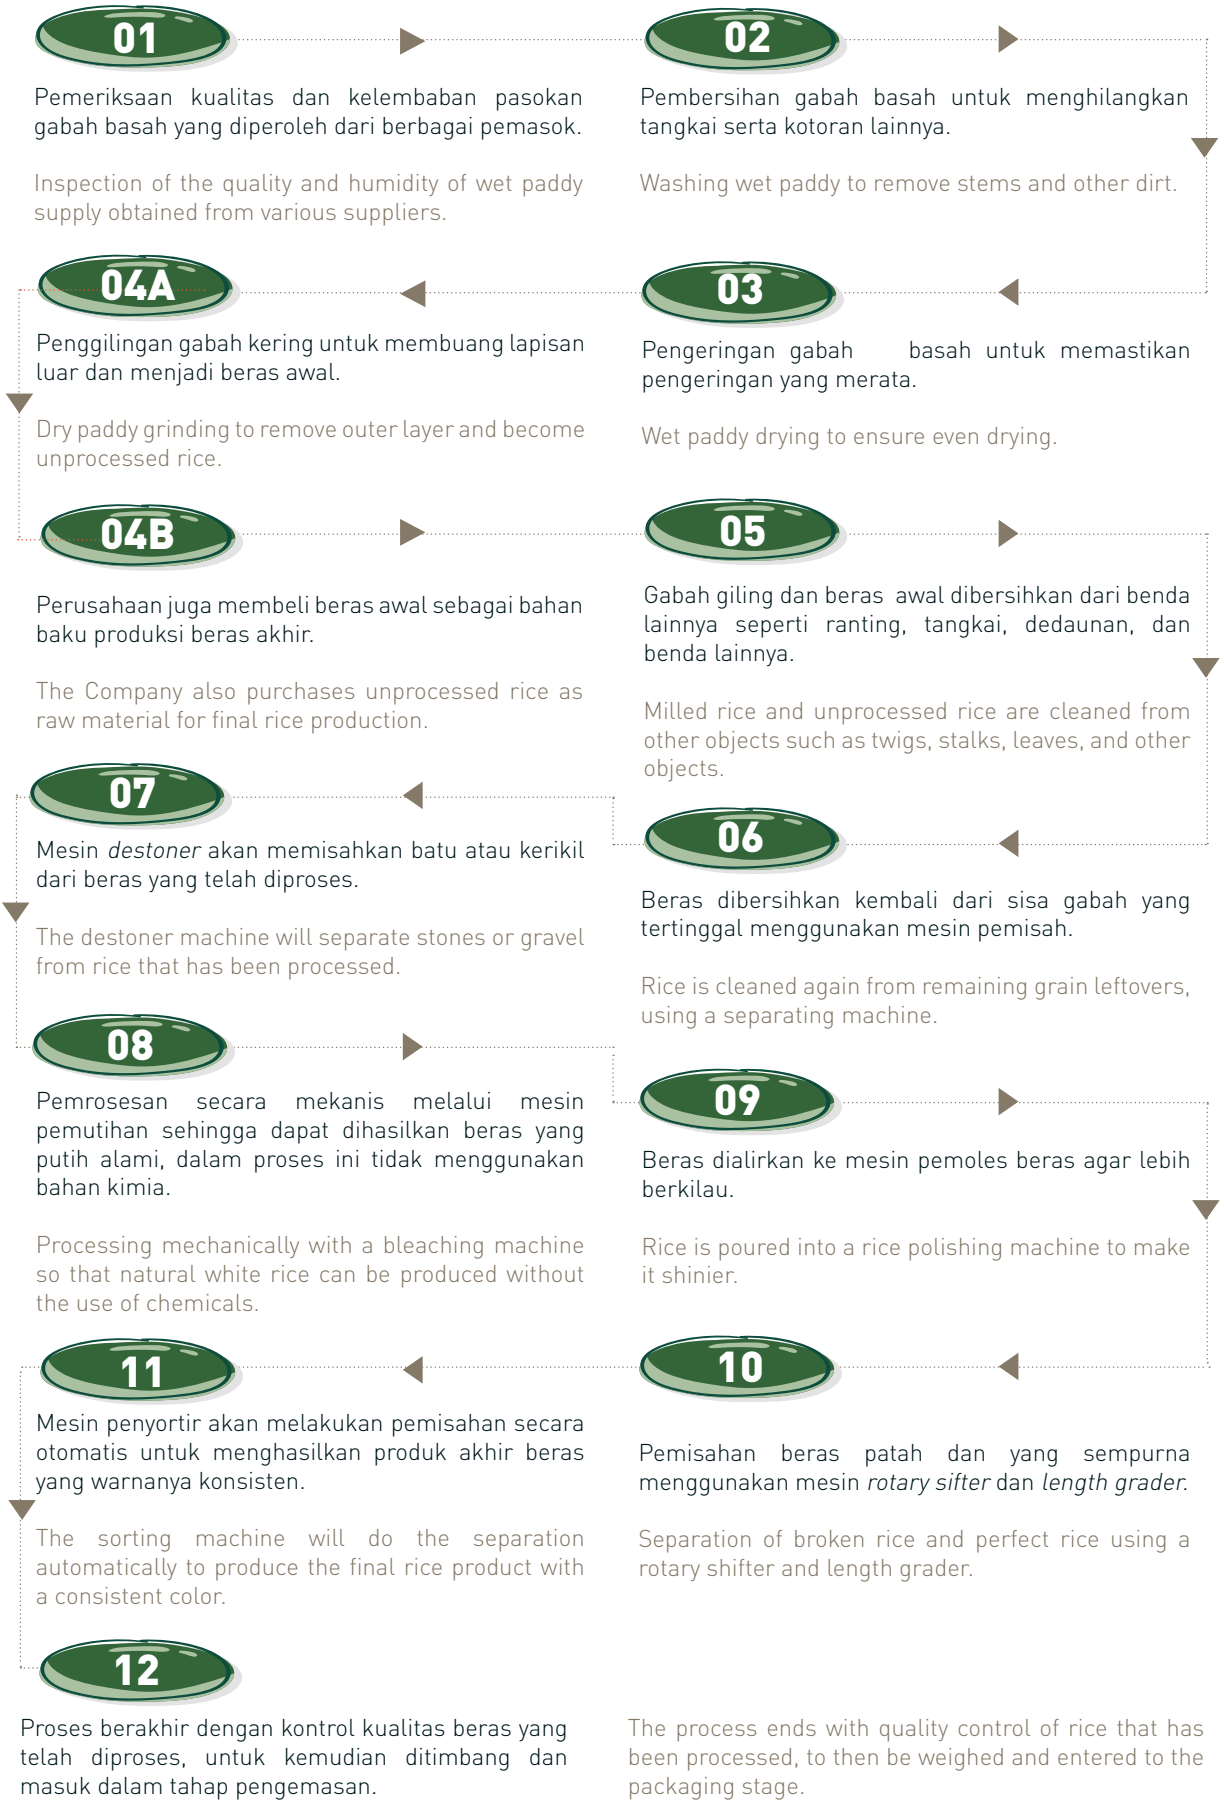 01
Pemeriksaan kualitas dan kelembaban pasokan
gabah basah yang diperoleh dari berbagai pemasok.
Inspection of the quality and humidity of wet paddy
supply obtained from various suppliers.
02
Pembersihan gabah basah untuk menghilangkan
tangkai serta kotoran lainnya.
Washing wet paddy to remove stems and other dirt.
03
Pengeringan gabah basah untuk memastikan
pengeringan yang merata.
Wet paddy drying to ensure even drying.
04A
Penggilingan gabah kering untuk membuang lapisan
luar dan menjadi beras awal.
Dry paddy grinding to remove outer layer and become
unprocessed rice.
04B
Perusahaan juga membeli beras awal sebagai bahan
baku produksi beras akhir.
The Company also purchases unprocessed rice as
raw material for final rice production.
05
Gabah giling dan beras awal dibersihkan dari benda
lainnya seperti ranting, tangkai, dedaunan, dan
benda lainnya.
Milled rice and unprocessed rice are cleaned from
other objects such as twigs, stalks, leaves, and other
objects.
06
Beras dibersihkan kembali dari sisa gabah yang
tertinggal menggunakan mesin pemisah.
Rice is cleaned again from remaining grain leftovers,
using a separating machine.
07
Mesin destoner akan memisahkan batu atau kerikil
dari beras yang telah diproses.
The destoner machine will separate stones or gravel
from rice that has been processed.
08
Pemrosesan secara mekanis melalui mesin
pemutihan sehingga dapat dihasilkan beras yang
putih alami, dalam proses ini tidak menggunakan
bahan kimia.
Processing mechanically with a bleaching machine
so that natural white rice can be produced without
the use of chemicals.
09
Beras dialirkan ke mesin pemoles beras agar lebih
berkilau.
Rice is poured into a rice polishing machine to make
it shinier.
10
Pemisahan beras patah dan yang sempurna
menggunakan mesin rotary sifter dan length grader.
Separation of broken rice and perfect rice using a
rotary shifter and length grader.
11
Mesin penyortir akan melakukan pemisahan secara
otomatis untuk menghasilkan produk akhir beras
yang warnanya konsisten.
The sorting machine will do the separation
automatically to produce the final rice product with
a consistent color.
12
Proses berakhir dengan kontrol kualitas beras yang
telah diproses, untuk kemudian ditimbang dan
masuk dalam tahap pengemasan.
The process ends with quality control of rice that has
been processed, to then be weighed and entered to the
packaging stage.